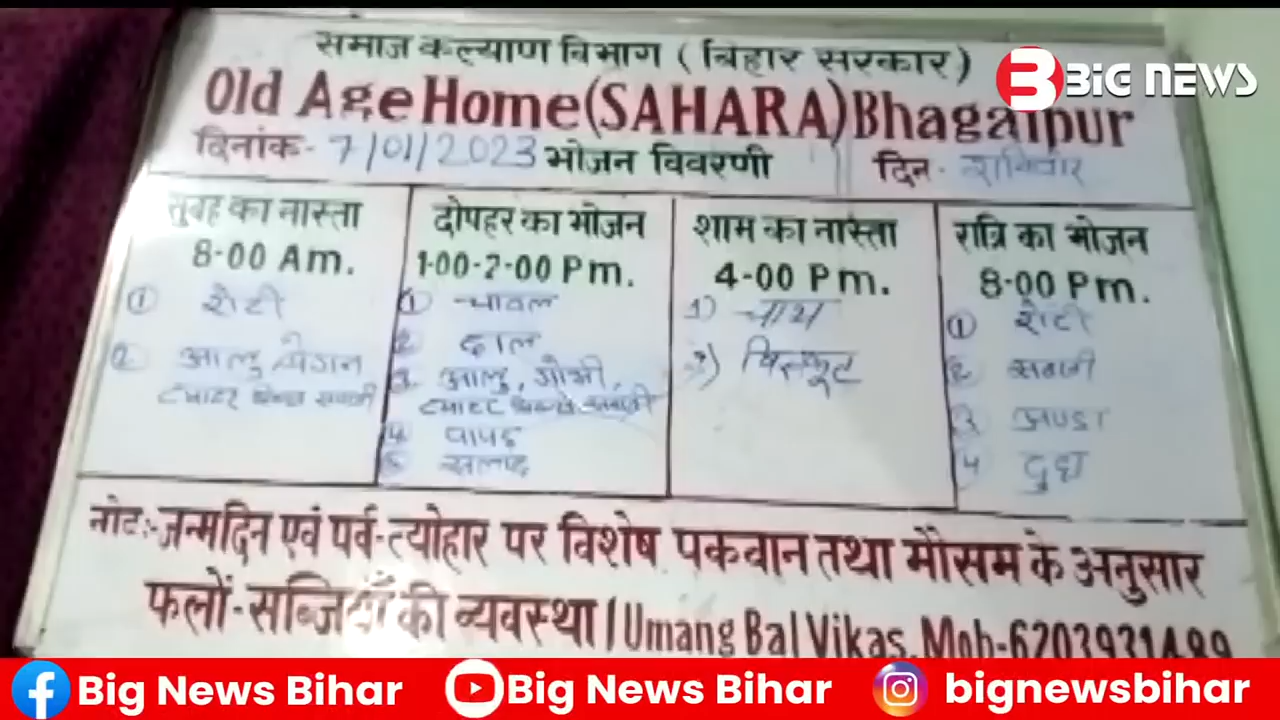 समाज कल्याण विभाग (बिहार सरकार)
3 BIG NEWS
Old Age Home (SAHARA) Bhagalpur
दिनांक- 7/01/2023 भोजन विवरणी दिन- शनिवार
सुबह का नास्ता
8-00 Am.
① रोटी
② आलु, बैगन
टमाटर मिक्स सब्जी
दोपहर का भोजन
1-00-2-00 Pm.
① चावल
2 दाल
3. आलु, गोभी,
टमाटर मिक्स सब्जी
4 पापड़
5 सलाद
शाम का नास्ता
4-00 Pm.
1) चाय
2) बिस्कूट
रात्रि का भोजन
8-00 Pm.
① रोटी
2 सब्जी
3 अण्डा
4 दुध
नोट:- जन्मदिन एवं पर्व-त्योहार पर विशेष पकवान तथा मौसम के अनुसार
फलों-सब्जियाँ की व्यवस्था | Umang Bal Vikas, Mob-6203931489
Big News Bihar Big News Bihar bignewsbihar